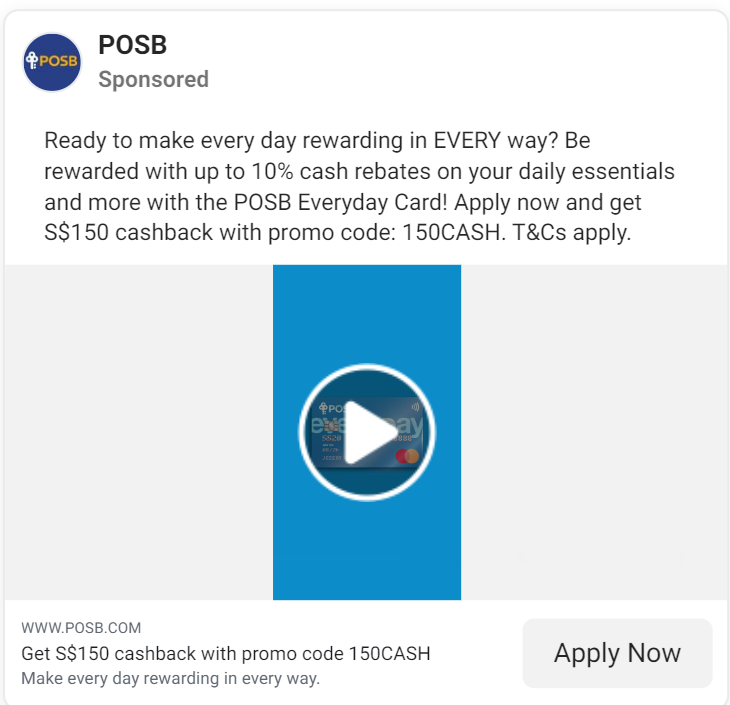 POSB
POSB
Sponsored
Ready to make every day rewarding in EVERY way? Be
rewarded with up to 10% cash rebates on your daily essentials
and more with the POSB Everyday Card! Apply now and get
S$150 cashback with promo code: 150CASH. T&Cs apply.
WWW.POSB.COM
Get S$150 cashback with promo code 150CASH
Make every day rewarding in every way.
Apply Now